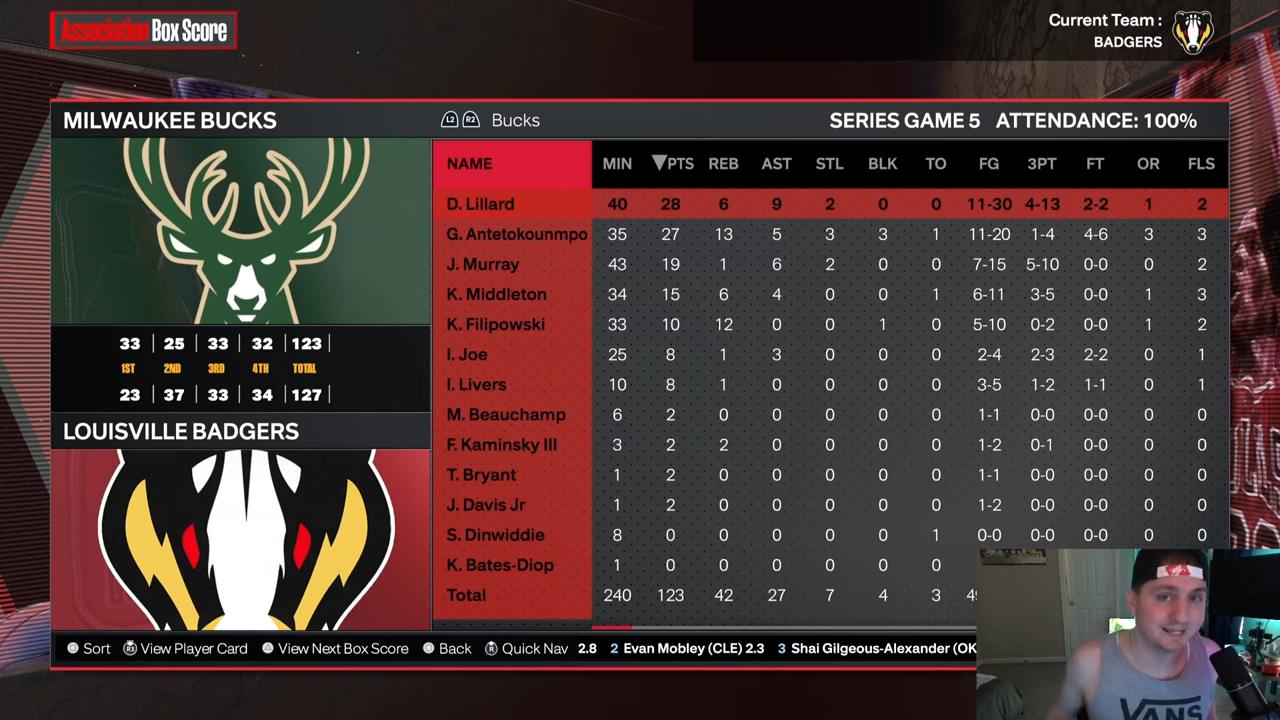 Association Box Score
Current Team :
BADGERS
MILWAUKEE BUCKS
L2 R2 Bucks
SERIES GAME 5 ATTENDANCE: 100%
33 25 33 32 123
1ST 2ND 3RD 4TH TOTAL
23 37 33 34 127
LOUISVILLE BADGERS
NAME MIN ▼PTS REB AST STL BLK TO FG 3PT FT OR FLS
D. Lillard 40 28 6 9 2 0 0 11-30 4-13 2-2 1 2
G. Antetokounmpo 35 27 13 5 3 3 1 11-20 1-4 4-6 3 3
J. Murray 43 19 1 6 2 0 0 7-15 5-10 0-0 0 2
K. Middleton 34 15 6 4 0 0 1 6-11 3-5 0-0 1 3
K. Filipowski 33 10 12 0 0 1 0 5-10 0-2 0-0 1 2
I. Joe 25 8 1 3 0 0 0 2-4 2-3 2-2 0 1
I. Livers 10 8 1 0 0 0 0 3-5 1-2 1-1 0 1
M. Beauchamp 6 2 0 0 0 0 0 1-1 0-0 0-0 0 0
F. Kaminsky III 3 2 2 0 0 0 0 1-2 0-1 0-0 0 0
T. Bryant 1 2 0 0 0 0 0 1-1 0-0 0-0 0 0
J. Davis Jr 1 2 0 0 0 0 0 1-2 0-0 0-0 0 0
S. Dinwiddie 8 0 0 0 0 0 1 0-0 0-0 0-0 0 0
K. Bates-Diop 1 0 0 0 0 0 0
Total 240 123 42 27 7 4 3
Sort View Player Card View Next Box Score Back Quick Nav 2.8 2 Evan Mobley (CLE) 2.3 3 Shai Gilgeous-Alexander (OK
VANS